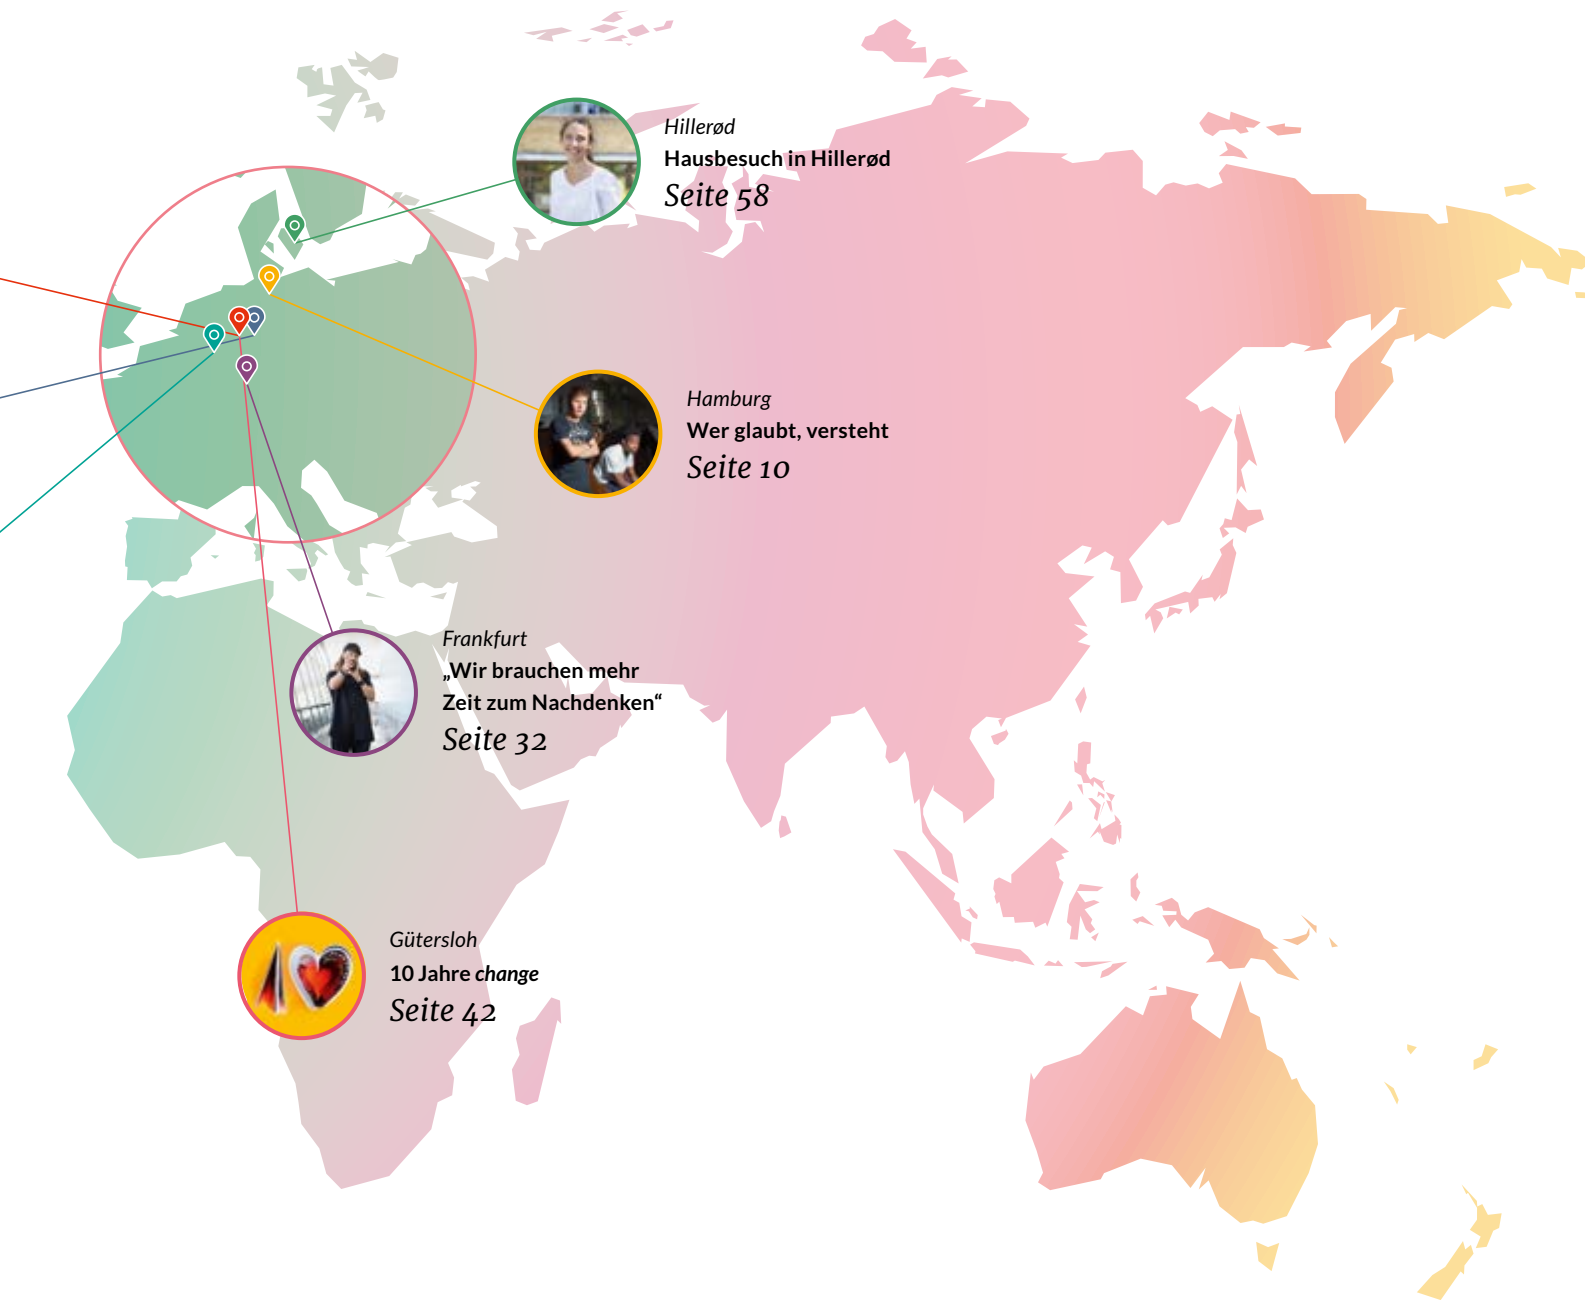 Hillerød
Hausbesuch in Hillerød
Seite 58
Hamburg
Wer glaubt, versteht
Seite 10
Frankfurt
„Wir brauchen mehr
Zeit zum Nachdenken“
Seite 32
Gütersloh
10 Jahre change
Seite 42